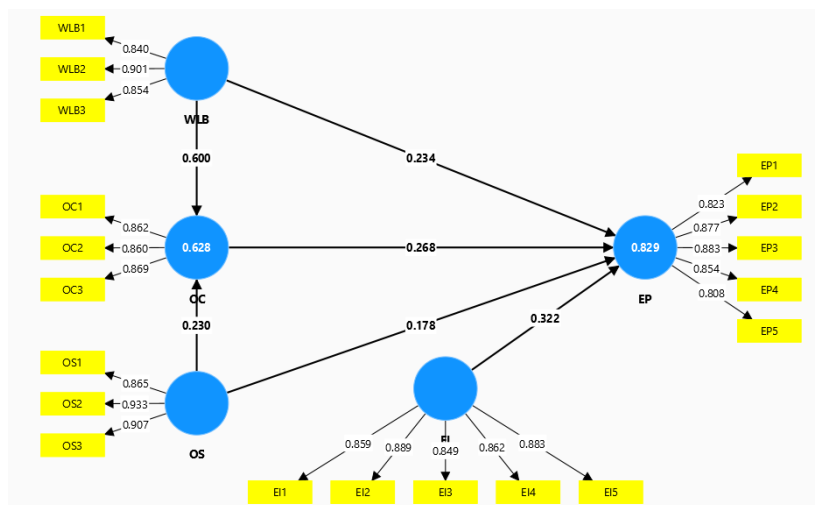 WLB1
0.840
WLB2
0.901
0.854
WLB3
WLB
0.600
0.234
EP1
0.823
EP2
0.877
OC1
0.862
OC2
0.860
0.628
0.268
0.829
0.883
EP3
0.869
OC3
0.854
EP4
OC
EP
0.808
0.230
0.178
0.322
EP5
OS1
0.865
OS2
0.933
0.907
OS3
OS
EI
0.859
0.889
0.849
0.862
0.883
EI1
EI2
EI3
EI4
EI5